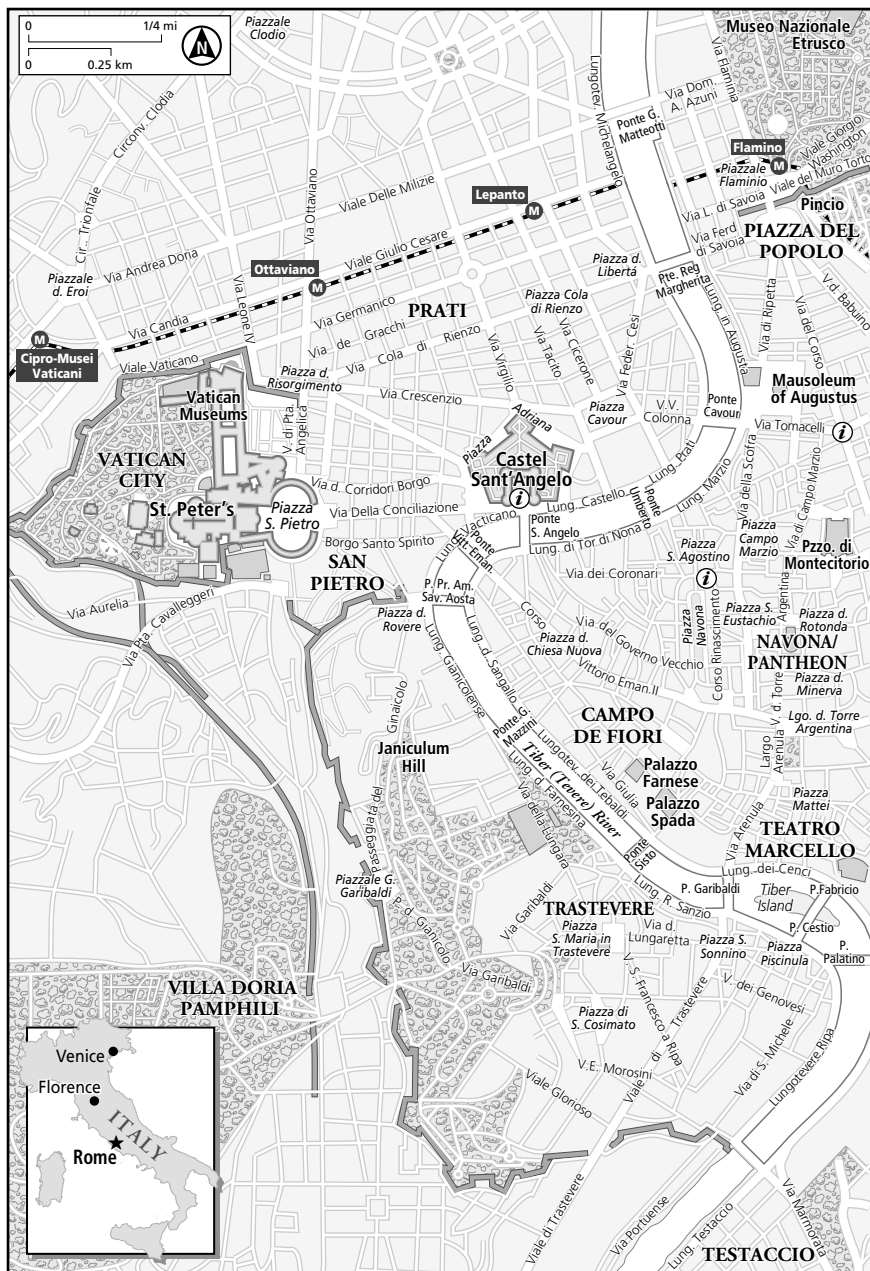 0
1/4 mi
0
0.25 km
N
Piazzale
Clodio
Museo Nazionale
Etrusco
Circonv. Clodia
Lungotev. Michelangelo
Via Flaminia
Via Dom.
A. Azuni
Ponte G.
Matteotti
Flamino
M
Viale Giorgio
Washington
Piazzale
Flaminio
Viale del Muro Torto
Via L. di Savoia
Pincio
Via Ferd
di Savoia
PIAZZA DEL
POPOLO
Cir.. Trionfale
Via Ottaviano
Viale Delle Milizie
Lepanto
M
Via Andrea Doria
Viale Giulio Cesare
Ottaviano
M
Piazzale
d. Eroi
Via Leone IV
Piazza d.
Libertá
Pte. Reg
Margherita
Via Candia
Via Germanico
PRATI
Piazza Cola
di Rienzo
Lung. in Augusta
Via di Ripetta
V.d. Babuino
Via del Corso
M
Cipro-Musei
Vaticani
Viale Vaticano
Via de Gracchi
Via Cola di Rienzo
Via Virgilio
Via Tacito
Via Cicerone
Via Feder. Cesi
Piazza d.
Risorgimento
Vatican
Museums
V. di Pta.
Angelica
Via Crescenzio
Piazza
Adriana
Piazza
Cavour
V.V.
Colonna
Ponte
Cavour
Mausoleum
of Augustus
Via Tomacelli
i
VATICAN
CITY
Castel
Sant'Angelo
i
Lung. Prati
Lung. Marzio
Via della Scofra
Via di Campo Marzio
St. Peter's
Piazza
S. Pietro
Via d. Corridori Borgo
Via Della Conciliazione
Borgo Santo Spirito
Lung. Castello
Ponte
Umberto
Lung. Vacticano
Ponte
S. Angelo
Ponte
Vitt. Eman.
Lung. di Tor di Nona
Piazza
S. Agostino
Piazza
Campo
Marzio
Pzzo. di
Montecitorio
SAN
PIETRO
Via dei Coronari
i
Via Aurelia
Via Pta. Cavalleggeri
P. Pr. Am.
Sav. Aosta
Piazza d.
Rovere
Corso
Piazza
Navona
Corso Rinascimento
Piazza S.
Eustachio
Argentina
Piazza d.
Rotonda
Via del Governo Vecchio
Piazza d.
Chiesa Nuova
NAVONA/
PANTHEON
Lung. Gianicolense
Lung. d. Sangallo
Vittorio Eman.II
V. d. Torre
Piazza d.
Minerva
Passeggiata del
Ginaicolo
Ponte G.
Mazzini
CAMPO
DE FIORI
Lgo. d. Torre
Argentina
Largo
Arenula
Janiculum
Hill
Tiber (Tevere) River
Lungotev. dei Tebaldi
Lung. d. Farnesina
Via Giulia
Palazzo
Farnese
Palazzo
Spada
Via della Lungara
Piazza
Mattei
Via Arenula
TEATRO
MARCELLO
Ponte
Sisto
Lung. dei Cenci
Piazzale G.
Garibaldi
P. Garibaldi
Tiber
Island
P.Fabricio
P. d. Gianicolo
Via Garibaldi
TRASTEVERE
Lung. R. Sanzio
P. Cestio
Piazza
S. Maria in
Trastevere
Via d.
Lungaretta
Piazza S.
Sonnino
Piazza
Piscinula
P.
Palatino
Via Garibaldi
VILLA DORIA
PAMPHILI
V. S. Francesco a Ripa
V. dei Genovesi
Piazza di
S. Cosimato
Viale di Trastevere
Via di S. Michele
Lungotevere Ripa
V.E. Morosini
Viale Glorioso
Venice
Florence
ITALY
Rome
Viale di Trastevere
Via Portuense
Lung. Testaccio
Via Marmorata
TESTACCIO